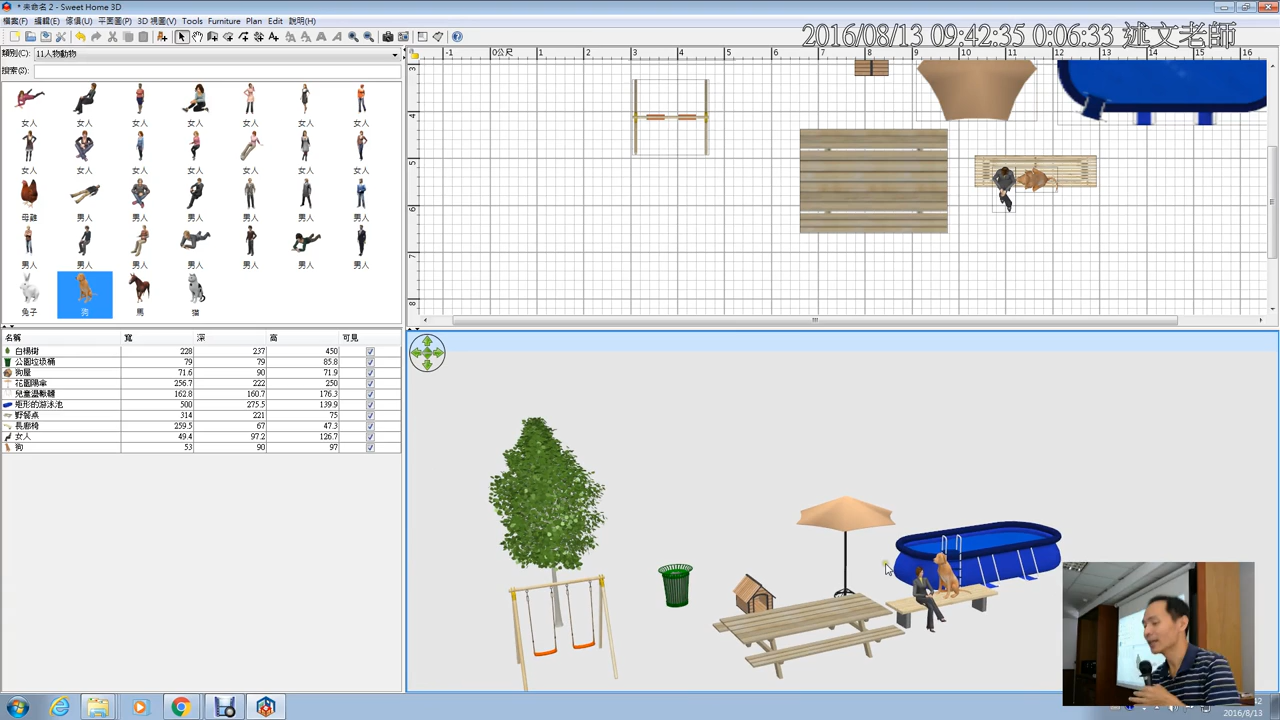 * 未命名 2 - Sweet Home 3D
檔案(F) 編輯(E) 傢俱(U) 平面圖(P) 3D 視圖(V) Tools Furniture Plan Edit 說明(H)
2016/08/13 09:42:35 0:06:33 述文老師
類別(C): 11人物動物
搜索(S):
女人 女人 女人 女人 女人 女人 女人
女人 女人 女人 女人 女人 女人 女人
母雞 男人 男人 男人 男人 男人 男人
男人 男人 男人 男人 男人 男人 男人
兔子 狗 馬 貓
名稱 寬 深 高 可見
白楊樹 228 237 450
公園垃圾桶 79 79 85.8
狗屋 71.6 90 71.9
花園陽傘 256.7 222 250
兒童盪鞦韆 162.8 160.7 176.3
矩形的游泳池 500 275.5 139.9
野餐桌 314 221 75
長廊椅 259.5 67 47.3
女人 49.4 97.2 126.7
狗 53 90 97
-1 0公尺 1 2 3 4 5 7 8 9 10 11 12 13 14 15 16
3
4
5
6
7
8
2016/8/13